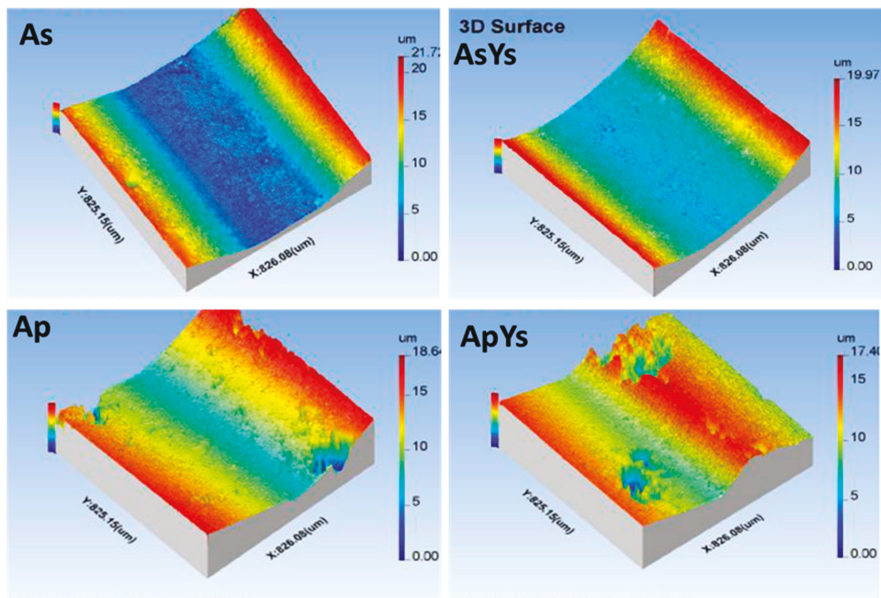 As
um
21.72
20
15
10
5
0.00
Y:825.15(um)
X:826.08(um)
3D Surface
AsYs
um
19.97
15
10
5
0.00
Y:825.15(um)
X:826.08(um)
Ap
um
18.64
15
10
5
0.00
Y:825.15(um)
X:826.08(um)
ApYs
um
17.40
15
10
5
0.00
Y:825.15(um)
X:826.08(um)